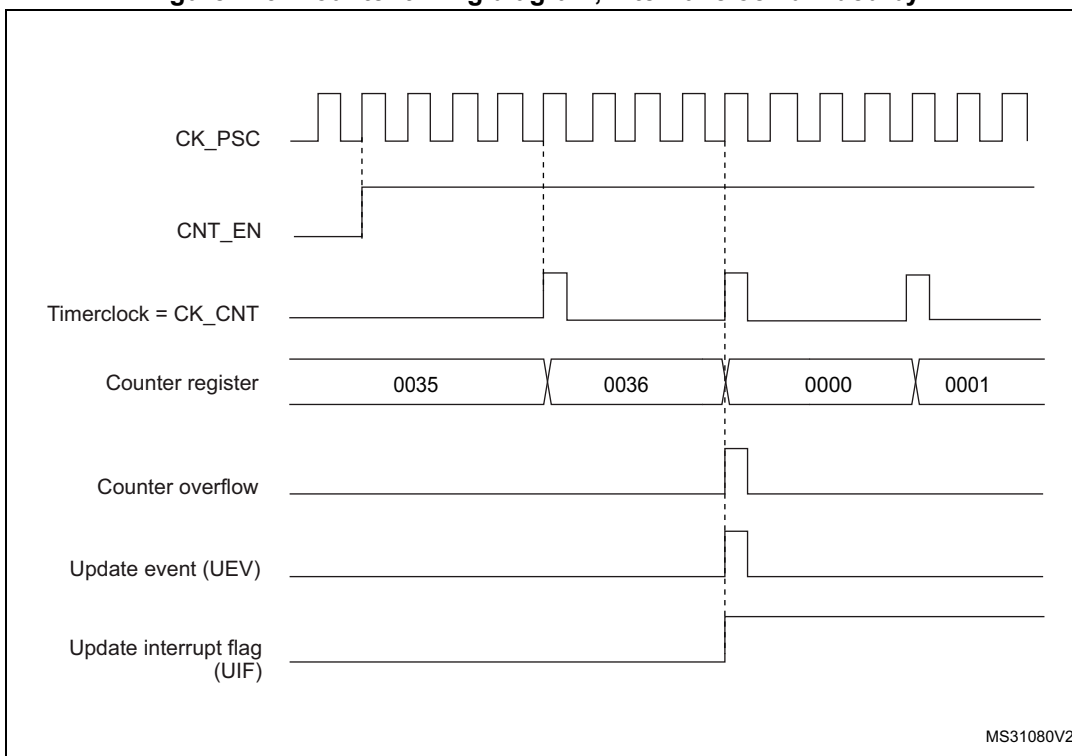 CK_PSC
CNT_EN
Timerclock = CK_CNT
Counter register
0035
0036
0000
0001
Counter overflow
Update event (UEV)
Update interrupt flag
(UIF)
MS31080V2